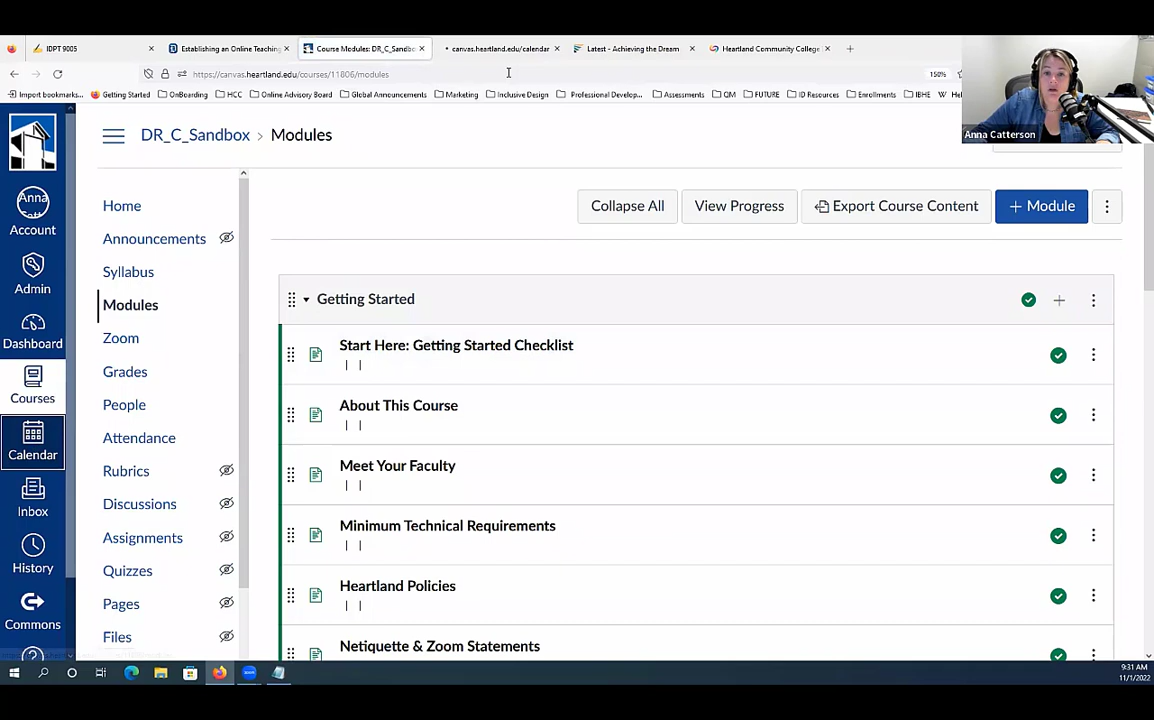 IDPT 9005
Establishing an Online Teaching
Course Modules: DR_C_Sandbo
canvas.heartland.edu/calendar
Latest - Achieving the Dream
Heartland Community College
https://canvas.heartland.edu/courses/11806/modules
150%
Import bookmarks...
Getting Started
OnBoarding
HCC
Online Advisory Board
Global Announcements
Marketing
Inclusive Design
Professional Develop...
Assessments
QM
FUTURE
ID Resources
Enrollments
IBHE
Anna Catterson
DR_C_Sandbox > Modules
Account
Admin
Dashboard
Courses
Calendar
Inbox
History
Commons
Home
Announcements
Syllabus
Modules
Zoom
Grades
People
Attendance
Rubrics
Discussions
Assignments
Quizzes
Pages
Files
Collapse All
View Progress
Export Course Content
+ Module
Getting Started
Start Here: Getting Started Checklist
| |
About This Course
| |
Meet Your Faculty
| |
Minimum Technical Requirements
| |
Heartland Policies
| |
Netiquette & Zoom Statements
9:31 AM
11/1/2022